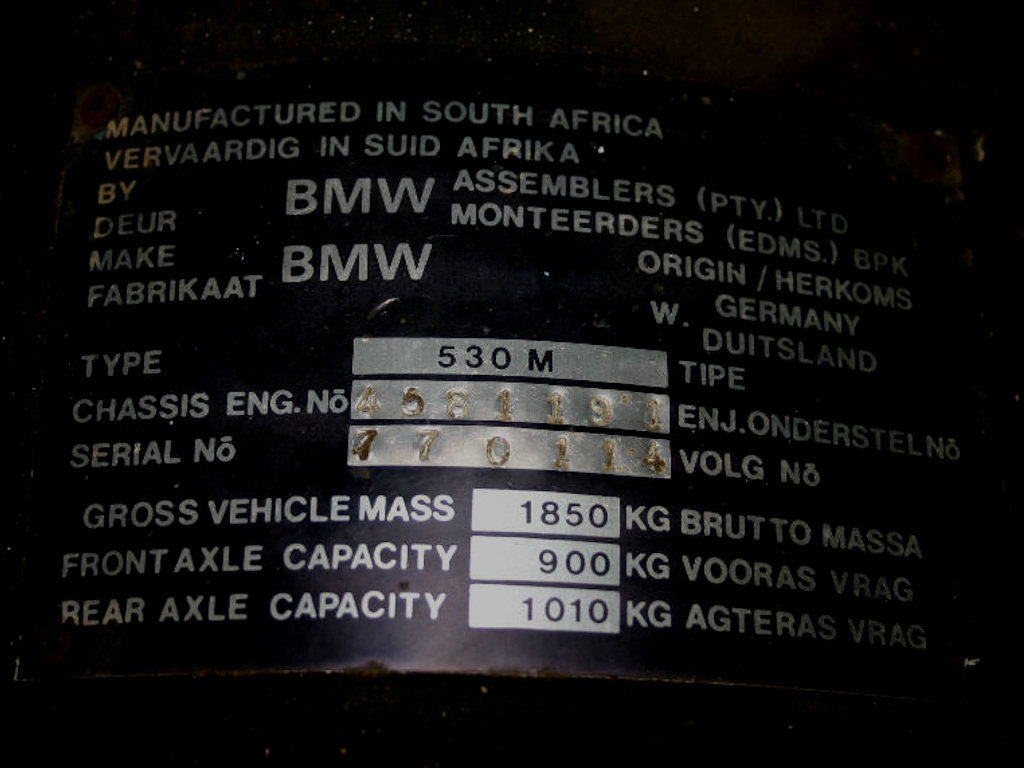 MANUFACTURED IN SOUTH AFRICA
VERVAARDIG IN SUID AFRIKA
BY BMW ASSEMBLERS (PTY.) LTD
DEUR MONTEERDERS (EDMS.) BPK
MAKE BMW ORIGIN / HERKOMS
FABRIKAAT W. GERMANY
DUITSLAND
TYPE 530 M TIPE
CHASSIS ENG. Nō 4581191 ENJ. ONDERSTEL Nō
SERIAL Nō 770114 VOLG Nō
GROSS VEHICLE MASS 1850 KG BRUTTO MASSA
FRONT AXLE CAPACITY 900 KG VOORAS VRAG
REAR AXLE CAPACITY 1010 KG AGTERAS VRAG